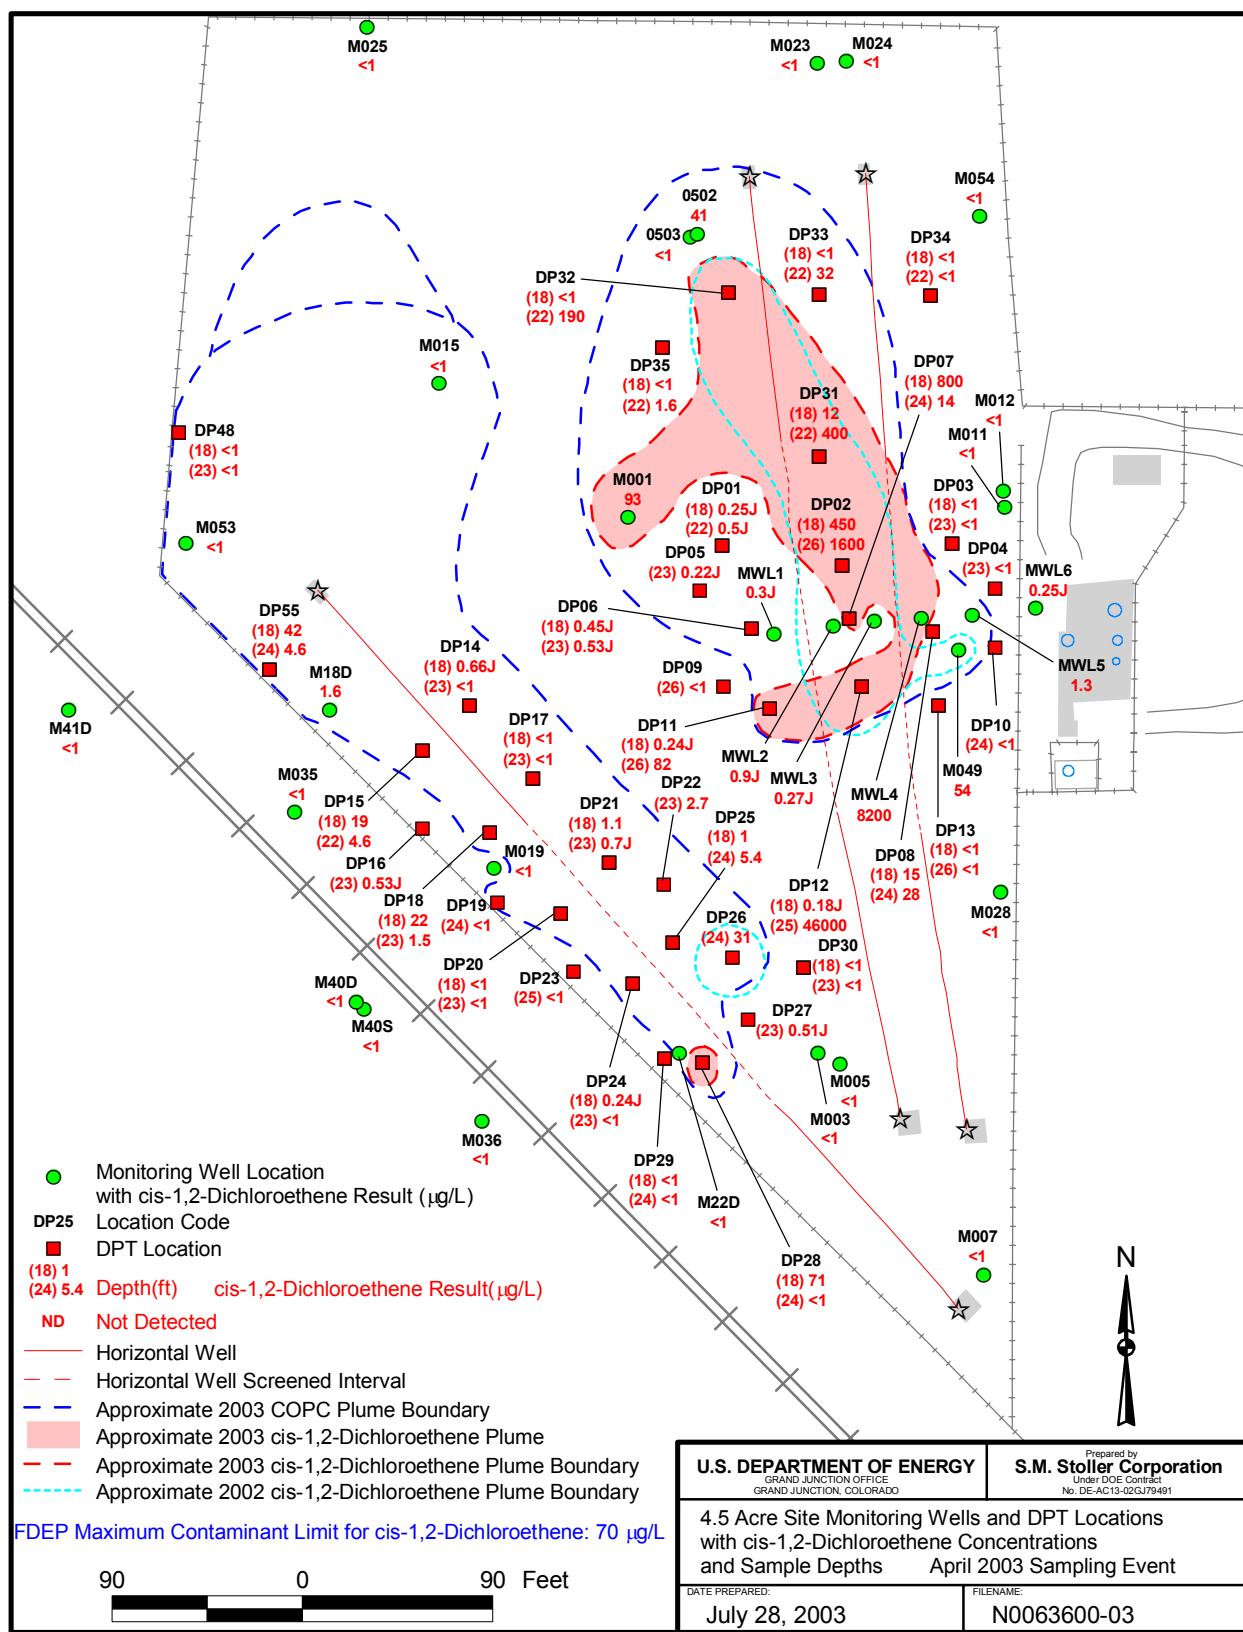 M025
<1
M023
<1
M024
<1
M054
<1
0502
41
0503
<1
DP33
(18) <1
(22) 32
DP34
(18) <1
(22) <1
DP32
(18) <1
(22) 190
M015
<1
DP35
(18) <1
(22) 1.6
DP07
(18) 800
(24) 14
DP31
(18) 12
(22) 400
M012
<1
M011
<1
DP48
(18) <1
(23) <1
M001
93
DP01
(18) 0.25J
(22) 0.5J
DP02
(18) 450
(26) 1600
DP03
(18) <1
(23) <1
M053
<1
DP05
(23) 0.22J
DP04
(23) <1
MWL1
0.3J
MWL6
0.25J
DP55
(18) 42
(24) 4.6
DP06
(18) 0.45J
(23) 0.53J
DP14
(18) 0.66J
(23) <1
M18D
1.6
DP09
(26) <1
MWL5
1.3
M41D
<1
DP17
(18) <1
(23) <1
DP11
(18) 0.24J
(26) 82
DP10
(24) <1
MWL2
0.9J
MWL3
0.27J
MWL4
8200
M049
54
M035
<1
DP15
(18) 19
(22) 4.6
DP22
(23) 2.7
DP21
(18) 1.1
(23) 0.7J
DP25
(18) 1
(24) 5.4
DP13
(18) <1
(26) <1
DP08
(18) 15
(24) 28
DP16
(23) 0.53J
M019
<1
DP12
(18) 0.18J
(25) 46000
DP18
(18) 22
(23) 1.5
DP19
(24) <1
M028
<1
DP26
(24) 31
DP30
(18) <1
(23) <1
DP20
(18) <1
(23) <1
DP23
(25) <1
M40D
<1
M40S
<1
DP27
(23) 0.51J
DP24
(18) 0.24J
(23) <1
M005
<1
M003
<1
M036
<1
DP29
(18) <1
(24) <1
M22D
<1
DP28
(18) 71
(24) <1
M007
<1
N
Monitoring Well Location
with cis-1,2-Dichloroethene Result (µg/L)
DP25 Location Code
DPT Location
(18) 1
(24) 5.4 Depth(ft) cis-1,2-Dichloroethene Result(µg/L)
ND Not Detected
Horizontal Well
Horizontal Well Screened Interval
Approximate 2003 COPC Plume Boundary
Approximate 2003 cis-1,2-Dichloroethene Plume
Approximate 2003 cis-1,2-Dichloroethene Plume Boundary
Approximate 2002 cis-1,2-Dichloroethene Plume Boundary
FDEP Maximum Contaminant Limit for cis-1,2-Dichloroethene: 70 µg/L
90 0 90 Feet
U.S. DEPARTMENT OF ENERGY
GRAND JUNCTION OFFICE
GRAND JUNCTION, COLORADO
Prepared by
S.M. Stoller Corporation
Under DOE Contract
No. DE-AC13-02GJ79491
4.5 Acre Site Monitoring Wells and DPT Locations
with cis-1,2-Dichloroethene Concentrations
and Sample Depths April 2003 Sampling Event
DATE PREPARED:
July 28, 2003
FILENAME:
N0063600-03